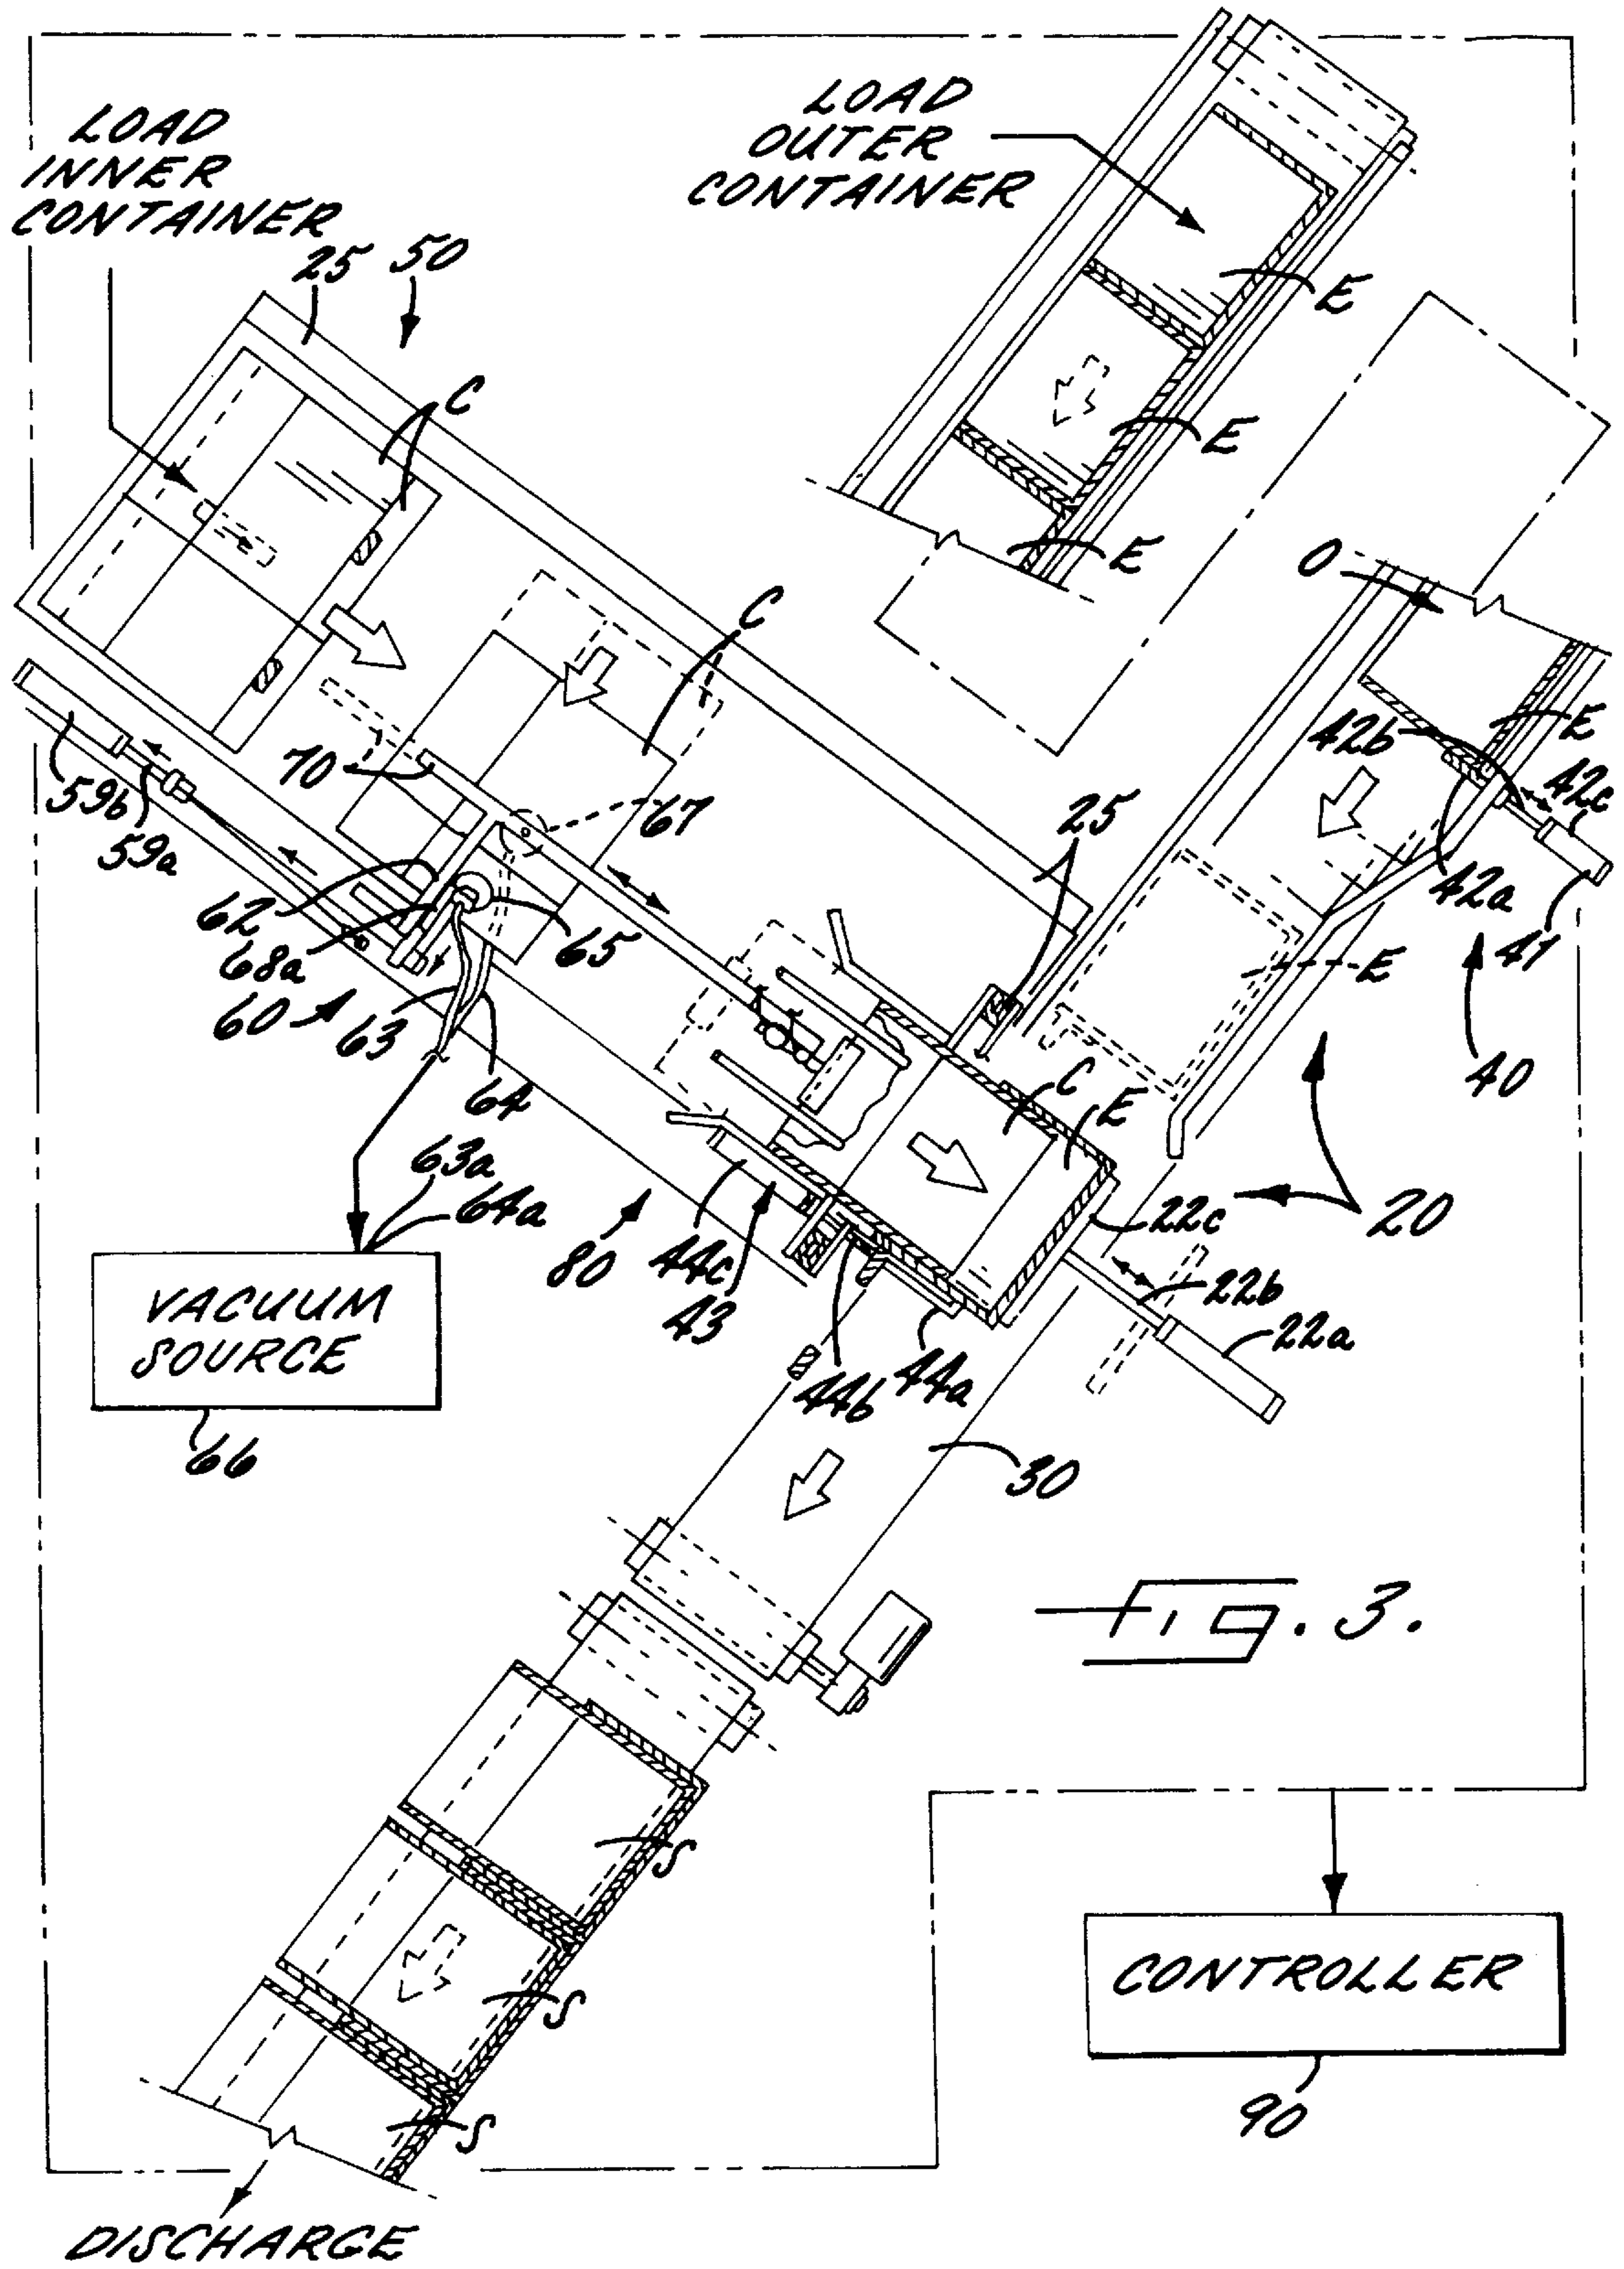 LOAD
INNER
CONTAINER
LOAD
OUTER
CONTAINER
25
50
C
E
E
E
O
C
E
42b
42c
42a
41
40
E
70
67
25
59b
59a
62
68a
65
60
63
64
C
E
63a
64a
20
22c
22b
22a
80
44c
43
44b
44a
VACUUM
SOURCE
66
30
Fig. 3.
S
S
S
CONTROLLER
90
DISCHARGE